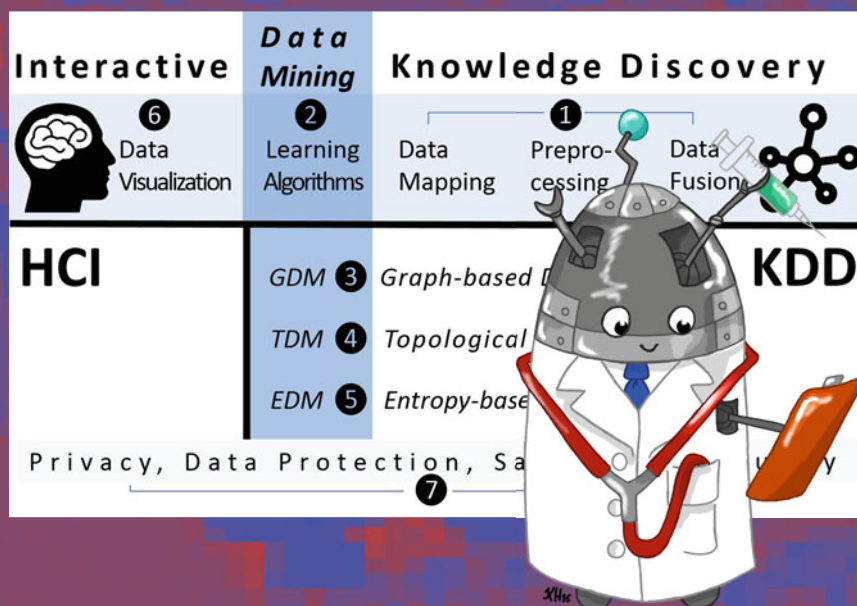 Data
Interactive Mining Knowledge Discovery
6 2 1
Data Learning Data Prepro- Data
Visualization Algorithms Mapping cessing Fusion
HCI KDD
GDM 3 Graph-based
TDM 4 Topological
EDM 5 Entropy-base
Privacy, Data Protection, Sa
7